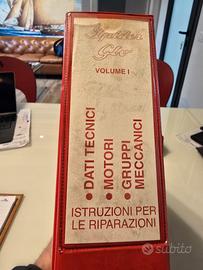 VOLUME I
• DATI TECNICI
• MOTORI
• GRUPPI
MECCANICI
ISTRUZIONI PER
LE RIPARAZIONI
subito